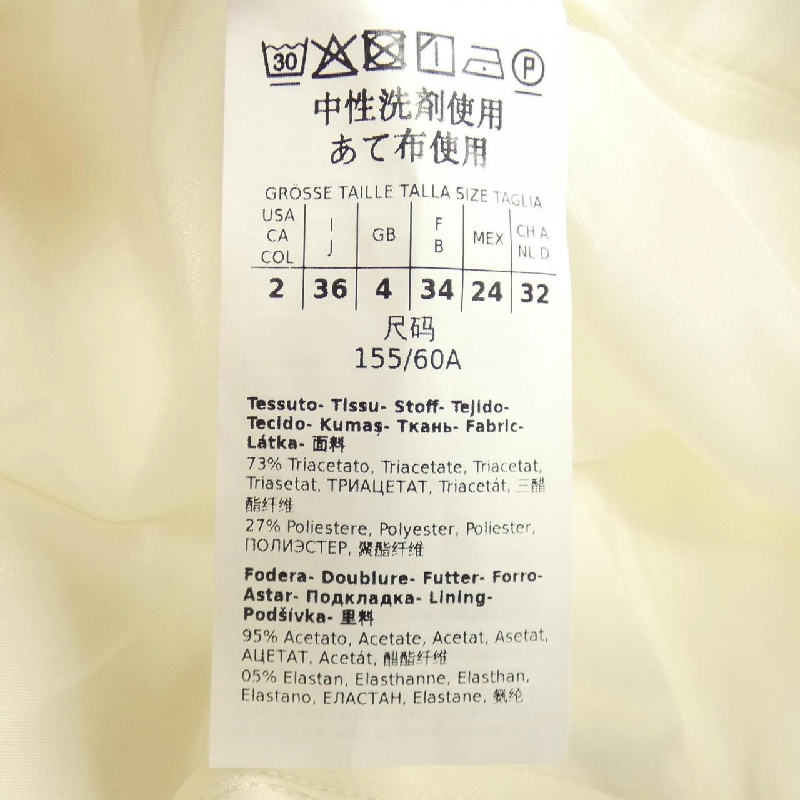 30 P
中性洗剤使用
あて布使用
GRÖSSE TAILLE TALLA SIZE TAGLIA
USA CA COL I J GB F B MEX CH A NL D
2 36 4 34 24 32
尺码
155/60A
Tessuto- Tissu- Stoff- Tejido-
Tecido- Kumaş- Ткань- Fabric-
Látka- 面料
73% Triacetato, Triacetate, Triacetat,
Triasetat, ТРИАЦЕТАТ, Triacetát, 三醋
酯纤维
27% Poliestere, Polyester, Poliester,
ПОЛИЭСТЕР, 聚酯纤维
Fodera- Doublure- Futter- Forro-
Astar- Подкладка- Lining-
Podšívka- 里料
95% Acetato, Acetate, Acetat, Asetat,
АЦЕТАТ, Acetát, 醋酯纤维
05% Elastan, Elasthanne, Elasthan,
Elastano, ЕЛАСТАН, Elastane, 氨纶